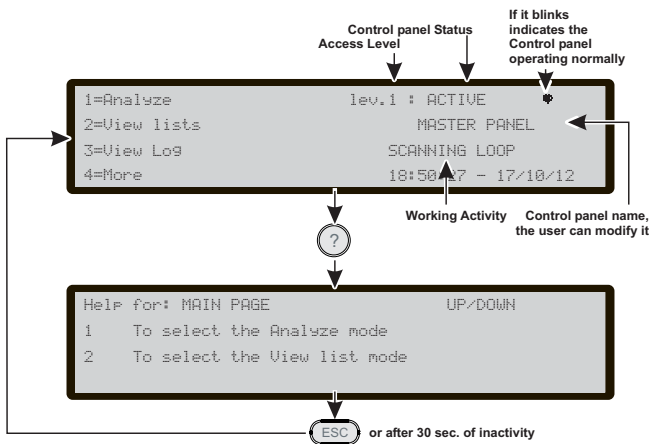 If it blinks
indicates the
Control panel
operating normally
Control panel Status
Access Level
1=Analyze lev.1 : ACTIVE
2=View lists MASTER PANEL
3=View Log SCANNING LOOP
4=More 18:50:27 - 17/10/12
Working Activity
Control panel name,
the user can modify it
?
Help for: MAIN PAGE UP/DOWN
1 To select the Analyze mode
2 To select the View list mode
ESC or after 30 sec. of inactivity